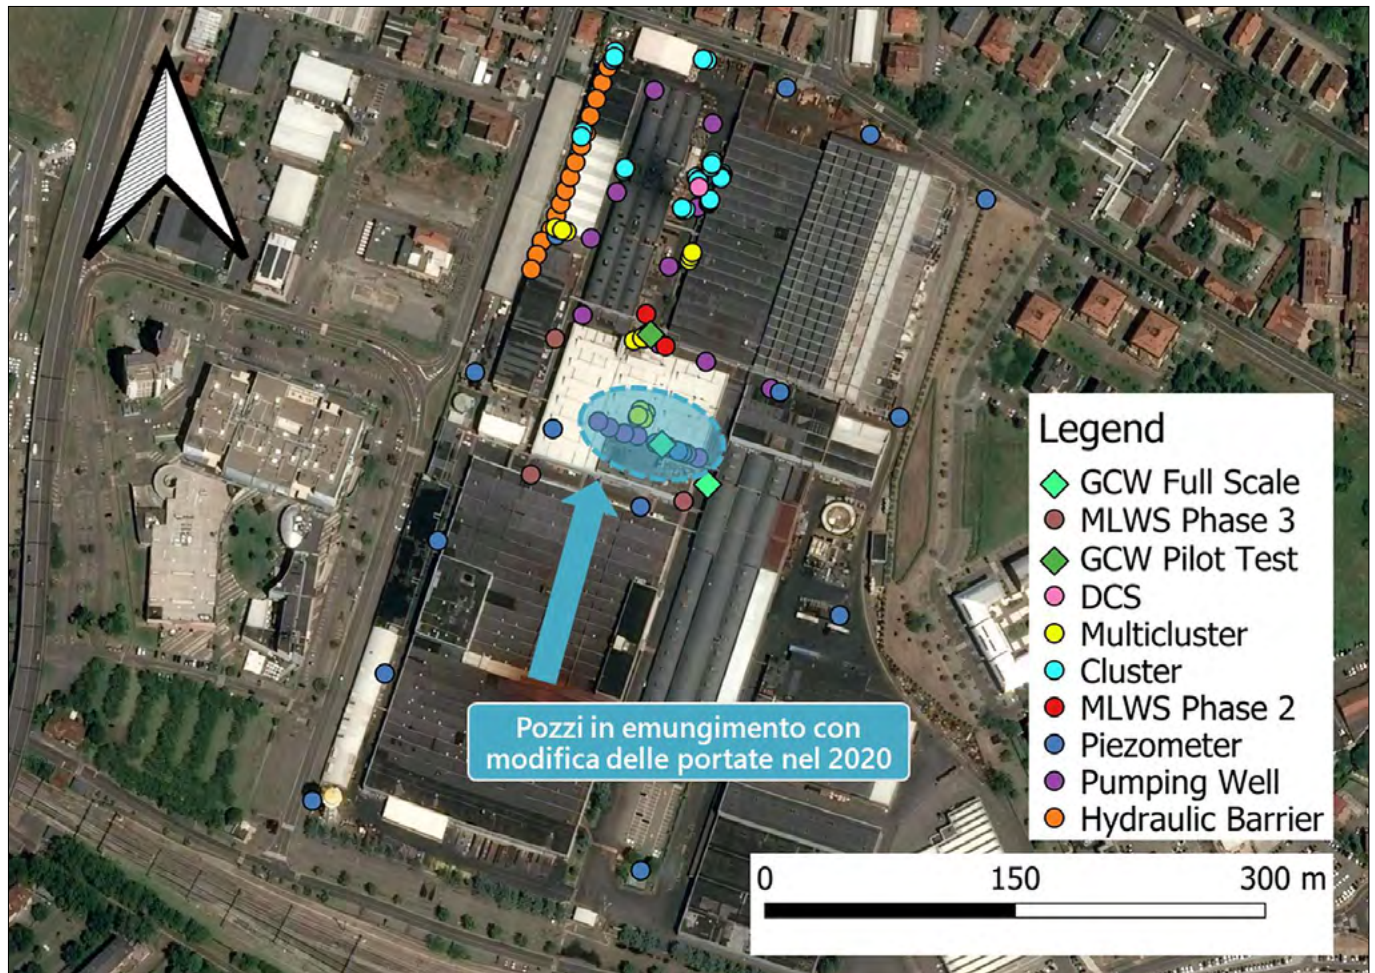 Legend
GCW Full Scale
MLWS Phase 3
GCW Pilot Test
DCS
Multicluster
Cluster
MLWS Phase 2
Piezometer
Pumping Well
Hydraulic Barrier
Pozzi in emungimento con
modifica delle portate nel 2020
0 150 300 m